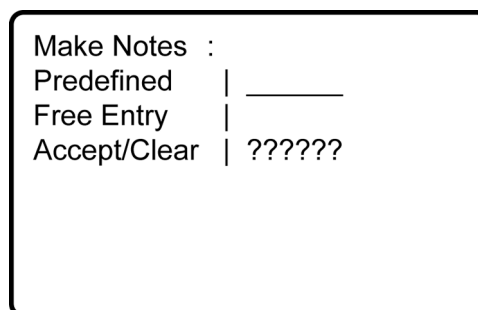 Make Notes :
Predefined | ______
Free Entry |
Accept/Clear | ??????